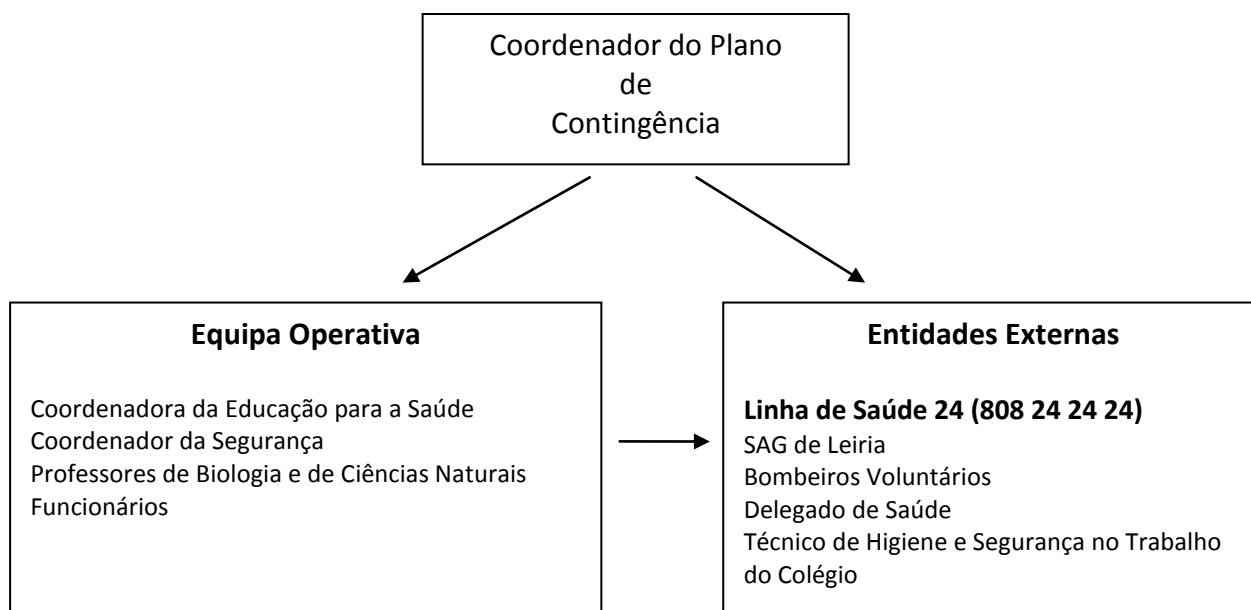 Coordenador do Plano
de
Contingência
Equipa Operativa
Coordenadora da Educação para a Saúde
Coordenador da Segurança
Professores de Biologia e de Ciências Naturais
Funcionários
Entidades Externas
Linha de Saúde 24 (808 24 24 24)
SAG de Leiria
Bombeiros Voluntários
Delegado de Saúde
Técnico de Higiene e Segurança no Trabalho
do Colégio